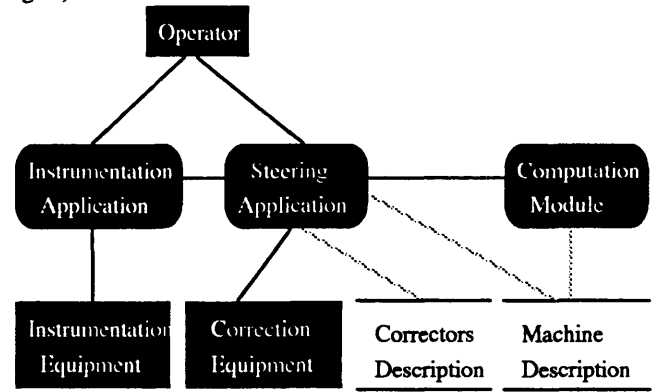 Operator
Instrumentation
Application
Steering
Application
Computation
Module
Instrumentation
Equipment
Correction
Equipment
Correctors
Description
Machine
Description